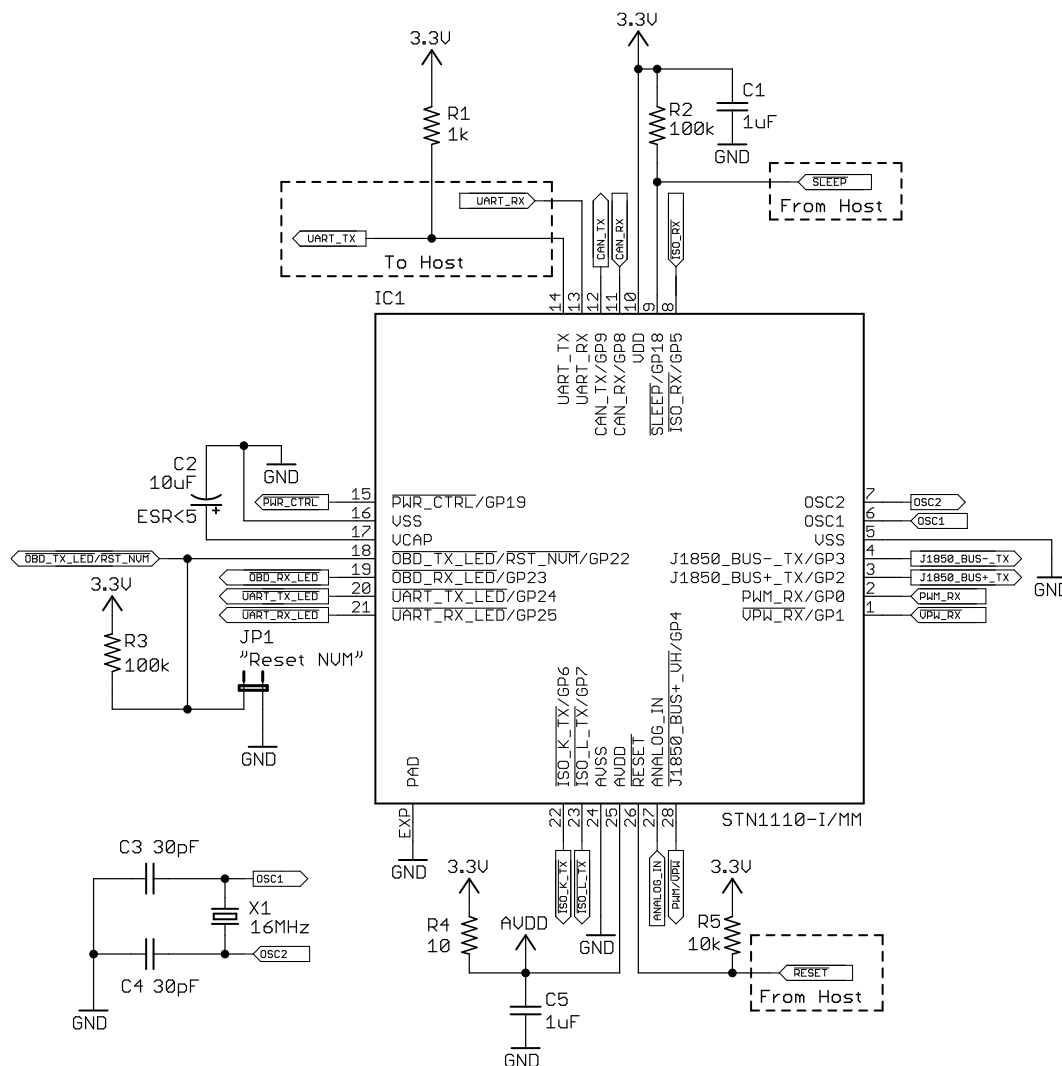 3.3V
3.3V
R1
1k
R2
100k
C1
1uF
GND
SLEEP
From Host
UART_RX
UART_TX
To Host
CAN_TX
CAN_RX
ISO_RX
IC1
14
13
12
11
10
9
8
UART_TX
UART_RX
CAN_TX/GP9
CAN_RX/GP8
VDD
SLEEP/GP18
ISO_RX/GP5
C2
10uF
ESR<5
+
GND
PWR_CTRL
15
PWR_CTRL/GP19
16
VSS
17
VCAP
OBD_TX_LED/RST_NVM
18
OBD_TX_LED/RST_NVM/GP22
OBD_RX_LED
19
OBD_RX_LED/GP23
UART_TX_LED
20
UART_TX_LED/GP24
UART_RX_LED
21
UART_RX_LED/GP25
OSC2
7
OSC2
OSC1
6
OSC1
VSS
5
J1850_BUS-_TX/GP3
4
J1850_BUS-_TX
J1850_BUS+_TX/GP2
3
J1850_BUS+_TX
PWM_RX/GP0
2
PWM_RX
VPW_RX/GP1
1
VPW_RX
GND
3.3V
R3
100k
JP1
"Reset NVM"
GND
PAD
EXP
GND
ISO_K_TX/GP6
ISO_L_TX/GP7
AVSS
AVDD
RESET
ANALOG_IN
J1850_BUS+_VH/GP4
22
23
24
25
26
27
28
STN1110-I/MM
ISO_K_TX
ISO_L_TX
GND
ANALOG_IN
PWM/VPW
C3 30pF
OSC1
X1
16MHz
OSC2
C4 30pF
GND
3.3V
R4
10
AVDD
C5
1uF
GND
3.3V
R5
10k
RESET
From Host